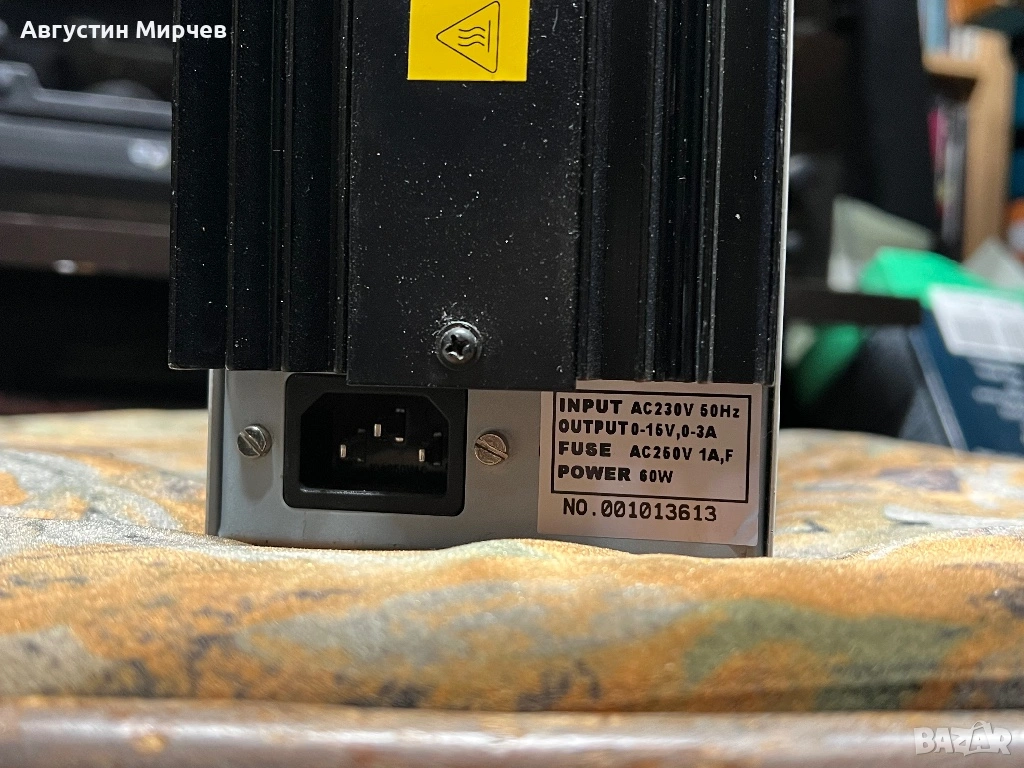 Августин Мирчев
INPUT AC230V 50Hz
OUTPUT 0-15V,0-3A
FUSE AC250V 1A,F
POWER 60W
NO.001013613
BAZAR